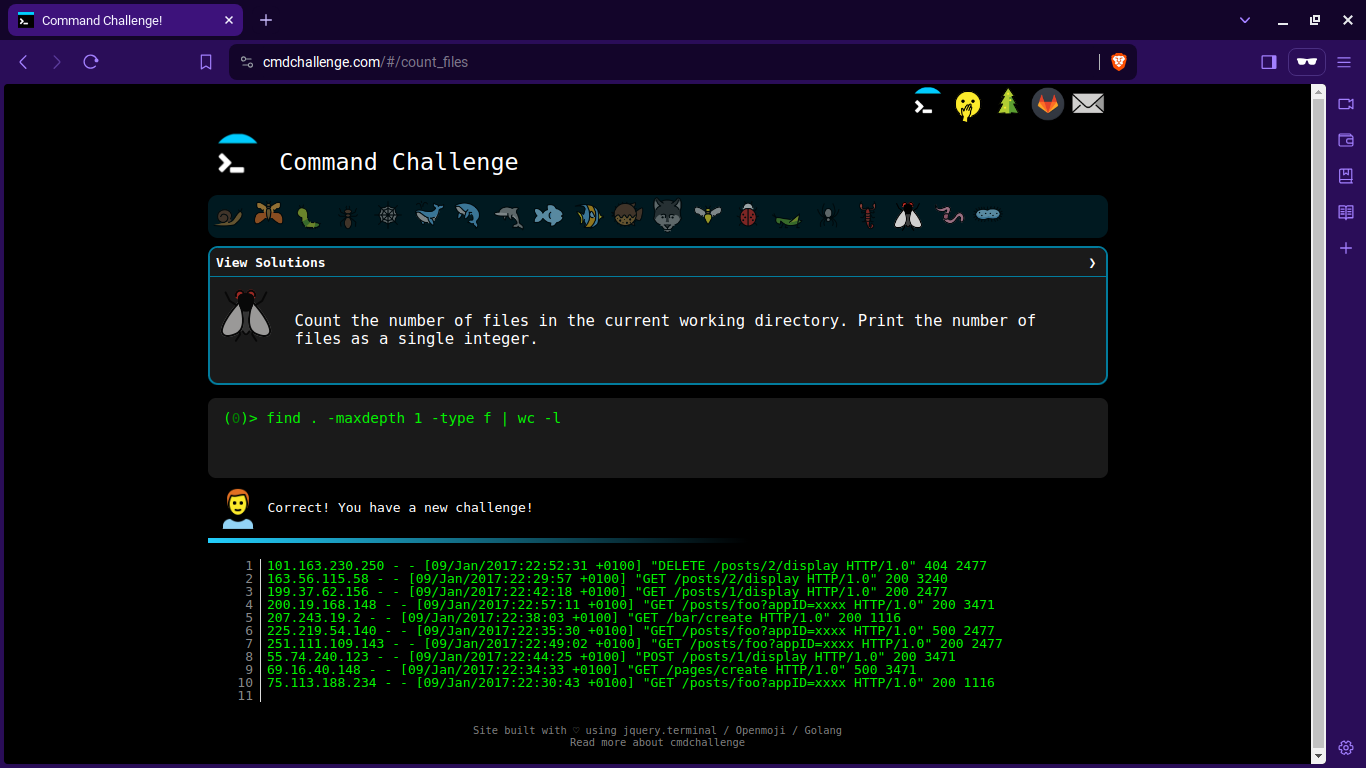 Command Challenge!
cmdchallenge.com/#/count_files
Command Challenge
View Solutions
Count the number of files in the current working directory. Print the number of
files as a single integer.
(0)> find . -maxdepth 1 -type f | wc -l
Correct! You have a new challenge!
1 101.163.230.250 - - [09/Jan/2017:22:52:31 +0100] "DELETE /posts/2/display HTTP/1.0" 404 2477
2 163.56.115.58 - - [09/Jan/2017:22:29:57 +0100] "GET /posts/2/display HTTP/1.0" 200 3240
3 199.37.62.156 - - [09/Jan/2017:22:42:18 +0100] "GET /posts/1/display HTTP/1.0" 200 2477
4 200.19.168.148 - - [09/Jan/2017:22:57:11 +0100] "GET /posts/foo?appID=xxxx HTTP/1.0" 200 3471
5 207.243.19.2 - - [09/Jan/2017:22:38:03 +0100] "GET /bar/create HTTP/1.0" 200 1116
6 225.219.54.140 - - [09/Jan/2017:22:35:30 +0100] "GET /posts/foo?appID=xxxx HTTP/1.0" 500 2477
7 251.111.109.143 - - [09/Jan/2017:22:49:02 +0100] "GET /posts/foo?appID=xxxx HTTP/1.0" 200 2477
8 55.74.240.123 - - [09/Jan/2017:22:44:25 +0100] "POST /posts/1/display HTTP/1.0" 200 3471
9 69.16.40.148 - - [09/Jan/2017:22:34:33 +0100] "GET /pages/create HTTP/1.0" 500 3471
10 75.113.188.234 - - [09/Jan/2017:22:30:43 +0100] "GET /posts/foo?appID=xxxx HTTP/1.0" 200 1116
11
Site built with ♡ using jquery.terminal / Openmoji / Golang
Read more about cmdchallenge